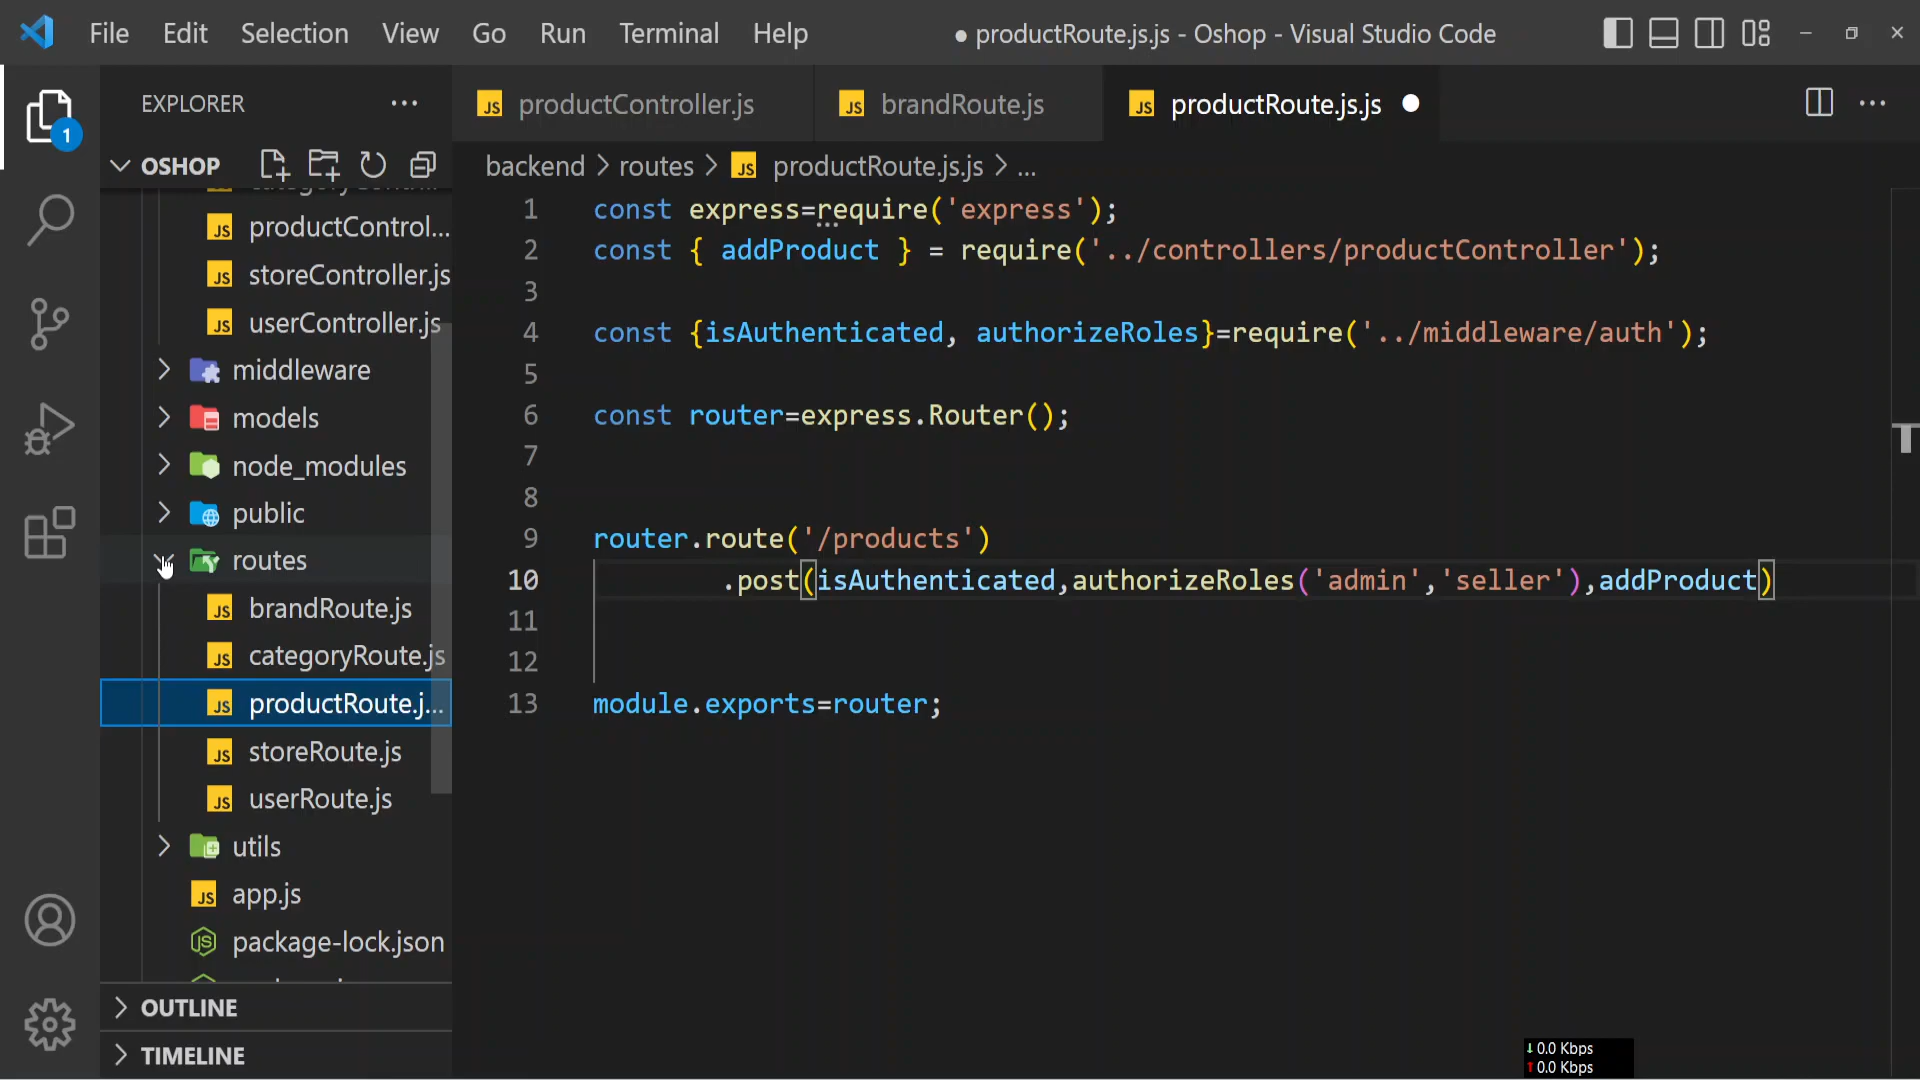 File Edit Selection View Go Run Terminal Help ● productRoute.js.js - Oshop - Visual Studio Code
EXPLORER ...
1
productController.js brandRoute.js productRoute.js.js
OSHOP
backend > routes > productRoute.js.js > ...
productControl...
storeController.js
userController.js
middleware
models
node_modules
public
routes
brandRoute.js
categoryRoute.js
productRoute.j...
storeRoute.js
userRoute.js
utils
app.js
package-lock.json
OUTLINE
TIMELINE
1 const express=require('express');
2 const { addProduct } = require('../controllers/productController');
3
4 const {isAuthenticated, authorizeRoles}=require('../middleware/auth');
5
6 const router=express.Router();
7
8
9 router.route('/products')
10 .post(isAuthenticated,authorizeRoles('admin','seller'),addProduct)
11
12
13 module.exports=router;
↓0.0 Kbps
↑0.0 Kbps